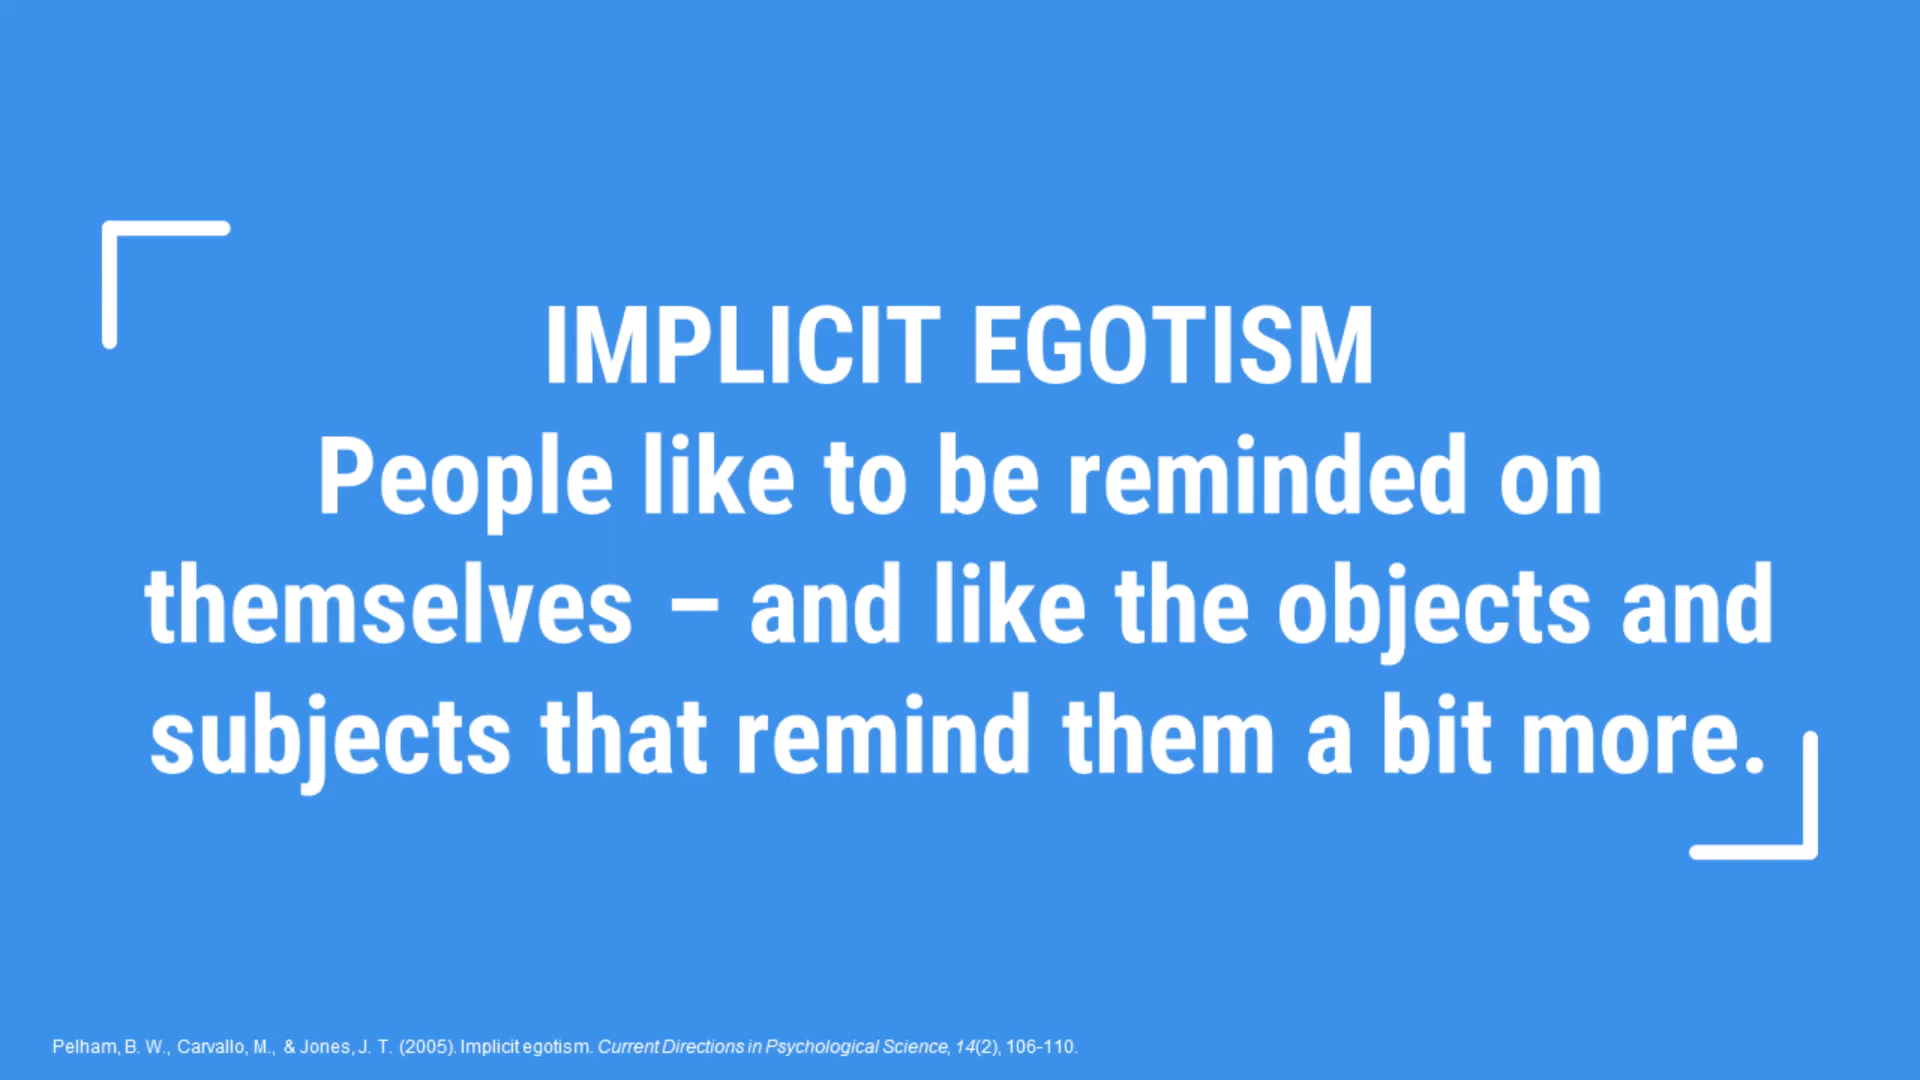 IMPLICIT EGOTISM
People like to be reminded on
themselves – and like the objects and
subjects that remind them a bit more.
Pelham, B. W., Carvallo, M., & Jones, J. T. (2005). Implicit egotism. Current Directions in Psychological Science, 14(2), 106-110.